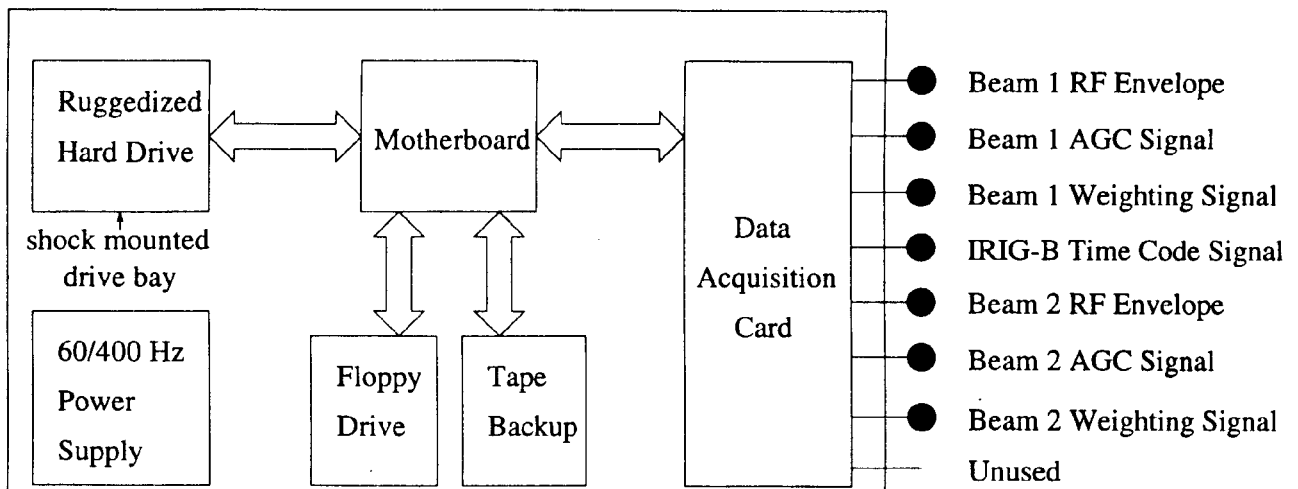 Ruggedized
Hard Drive
shock mounted
drive bay
60/400 Hz
Power
Supply
Motherboard
Floppy
Drive
Tape
Backup
Data
Acquisition
Card
Beam 1 RF Envelope
Beam 1 AGC Signal
Beam 1 Weighting Signal
IRIG-B Time Code Signal
Beam 2 RF Envelope
Beam 2 AGC Signal
Beam 2 Weighting Signal
Unused